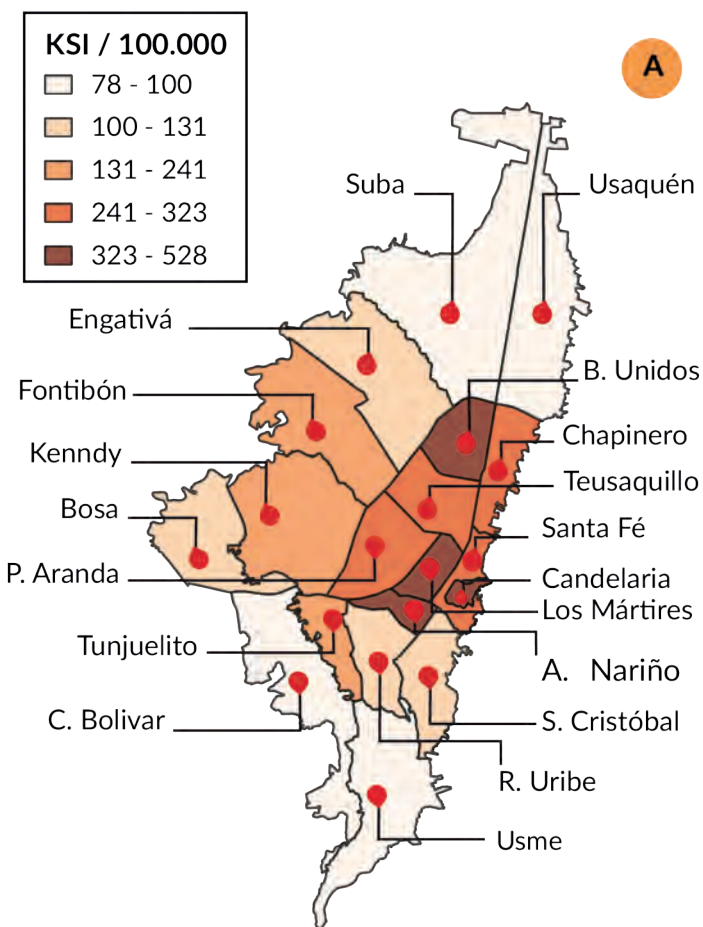 KSI / 100.000
78 - 100
100 - 131
131 - 241
241 - 323
323 - 528
A
Suba
Usaquén
Engativá
B. Unidos
Fontibón
Chapinero
Kenndy
Teusaquillo
Bosa
Santa Fé
P. Aranda
Candelaria
Los Mártires
Tunjuelito
A. Nariño
C. Bolivar
S. Cristóbal
R. Uribe
Usme